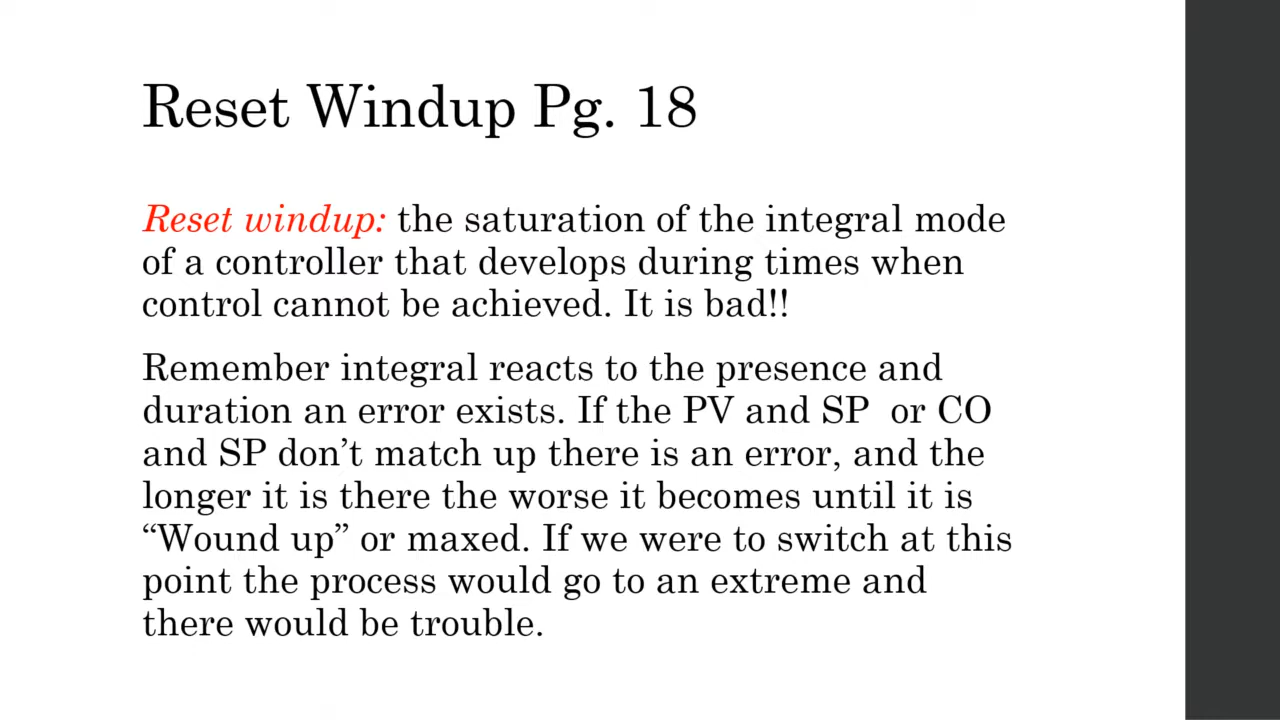 Reset Windup Pg. 18
Reset windup: the saturation of the integral mode
of a controller that develops during times when
control cannot be achieved. It is bad!!
Remember integral reacts to the presence and
duration an error exists. If the PV and SP  or CO
and SP don’t match up there is an error, and the
longer it is there the worse it becomes until it is
“Wound up” or maxed. If we were to switch at this
point the process would go to an extreme and
there would be trouble.